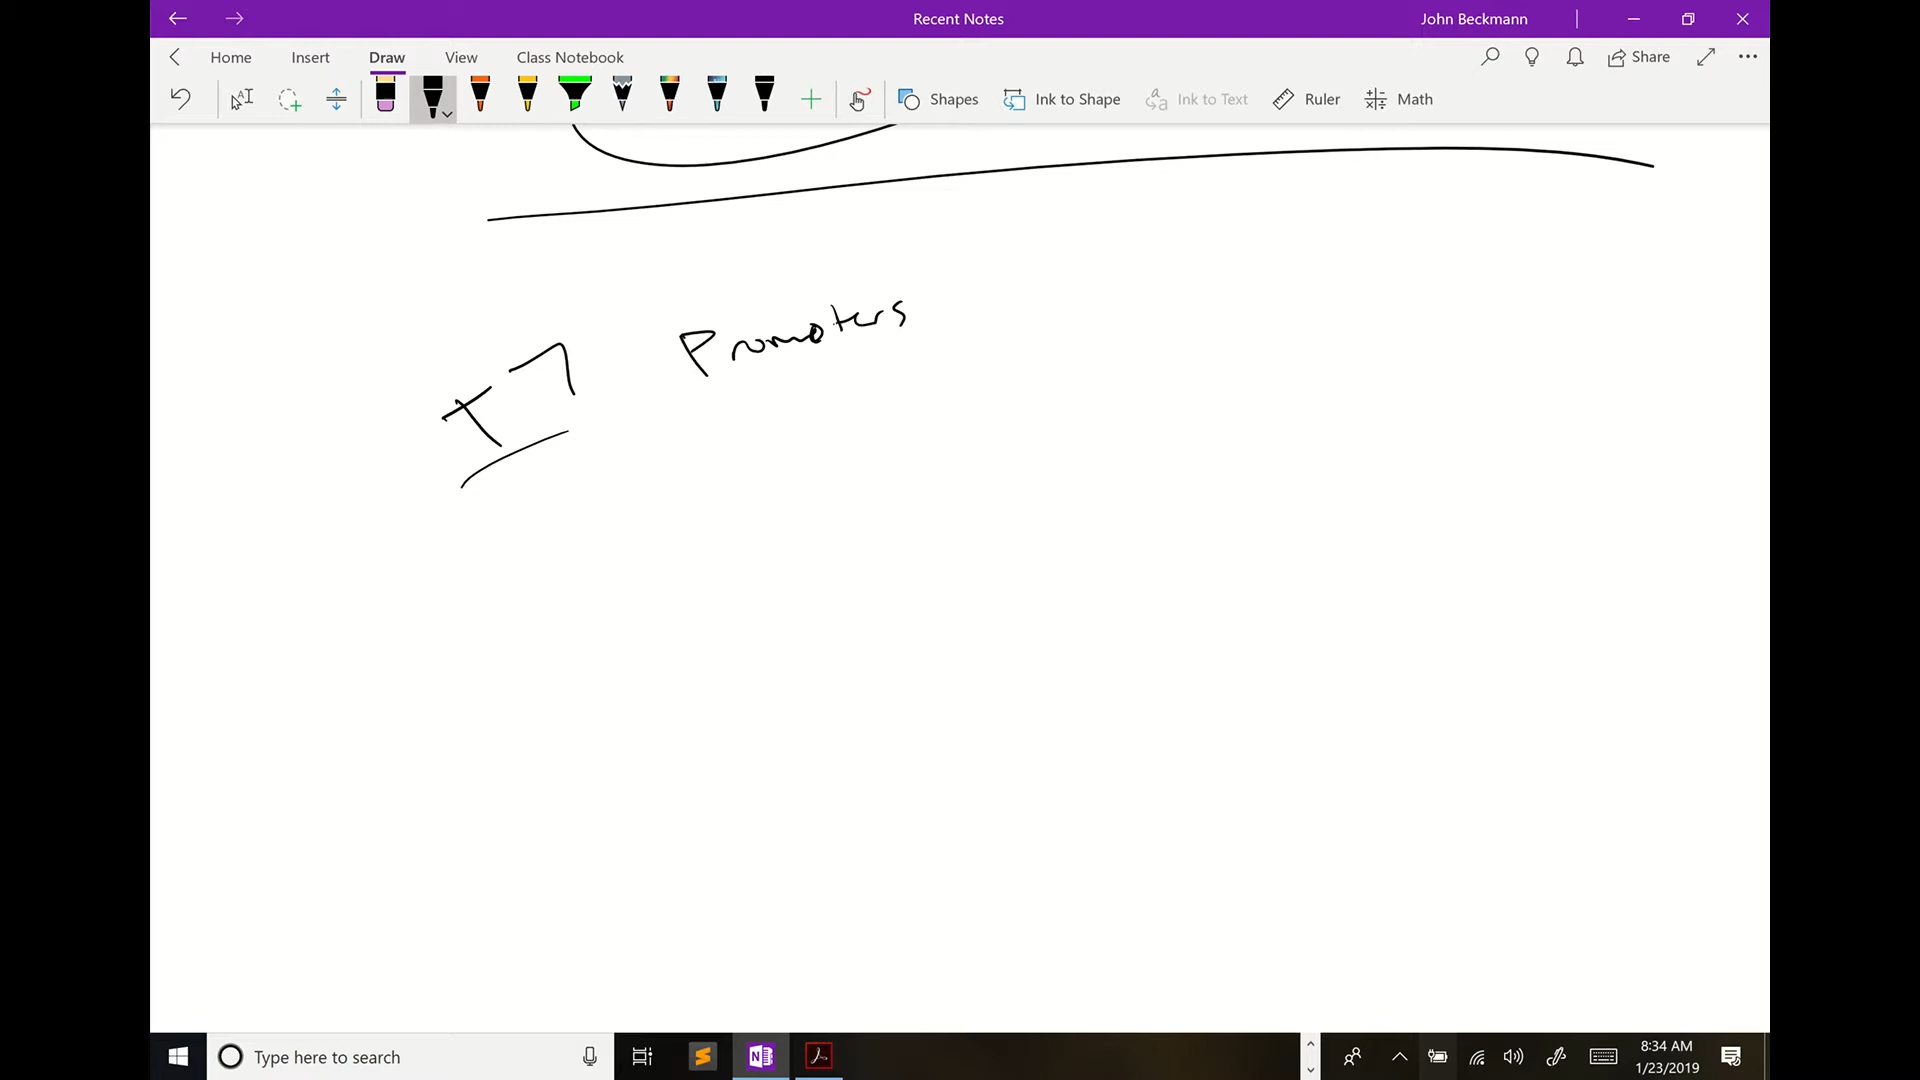 Recent Notes
John Beckmann
Home Insert Draw View Class Notebook Share
Shapes Ink to Shape Ink to Text Ruler Math
Promoters
T7
Type here to search
8:34 AM
1/23/2019